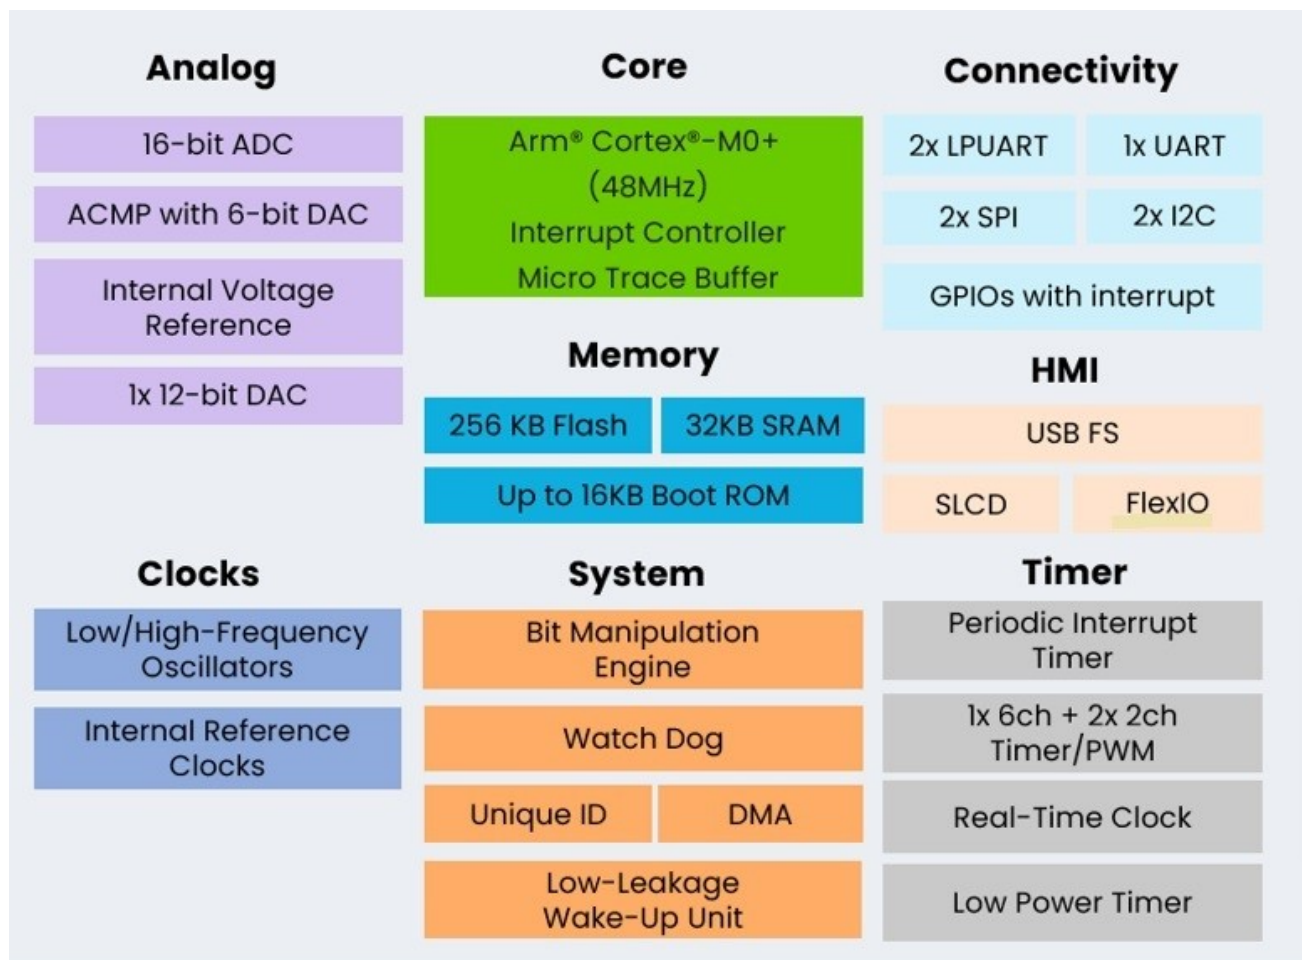 Analog
16-bit ADC
ACMP with 6-bit DAC
Internal Voltage
Reference
1x 12-bit DAC
Core
Arm® Cortex®-M0+
(48MHz)
Interrupt Controller
Micro Trace Buffer
Memory
256 KB Flash
32KB SRAM
Up to 16KB Boot ROM
Connectivity
2x LPUART
1x UART
2x SPI
2x I2C
GPIOs with interrupt
HMI
USB FS
SLCD
FlexIO
Clocks
Low/High-Frequency
Oscillators
Internal Reference
Clocks
System
Bit Manipulation
Engine
Watch Dog
Unique ID
DMA
Low-Leakage
Wake-Up Unit
Timer
Periodic Interrupt
Timer
1x 6ch + 2x 2ch
Timer/PWM
Real-Time Clock
Low Power Timer